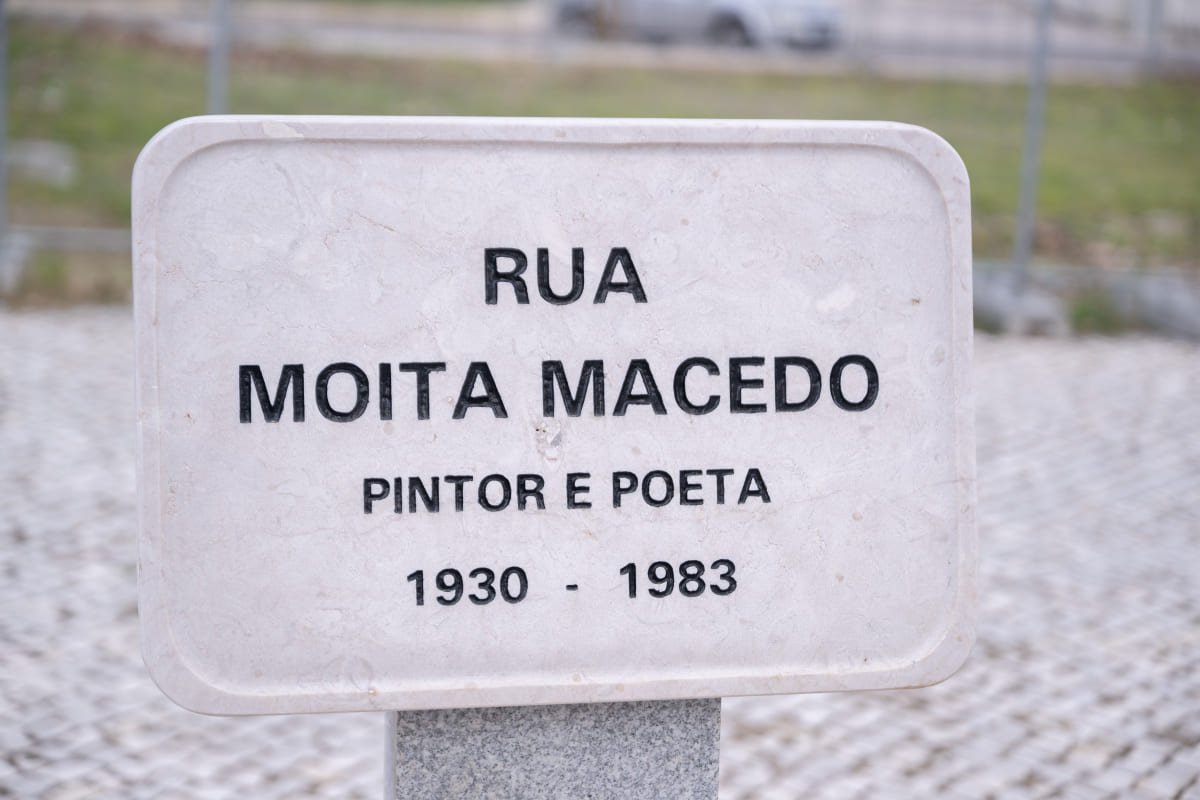 RUA
MOITA MACEDO
PINTOR E POETA
1930 - 1983